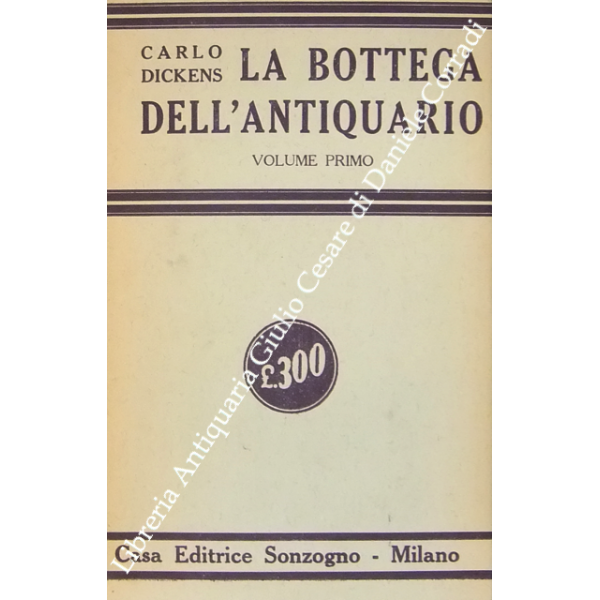 CARLO
DICKENS
LA BOTTEGA
DELL'ANTIQUARIO
VOLUME PRIMO
£.300
Casa Editrice Sonzogno - Milano
Libreria Antiquaria Giulio Cesare di Daniele Corradi